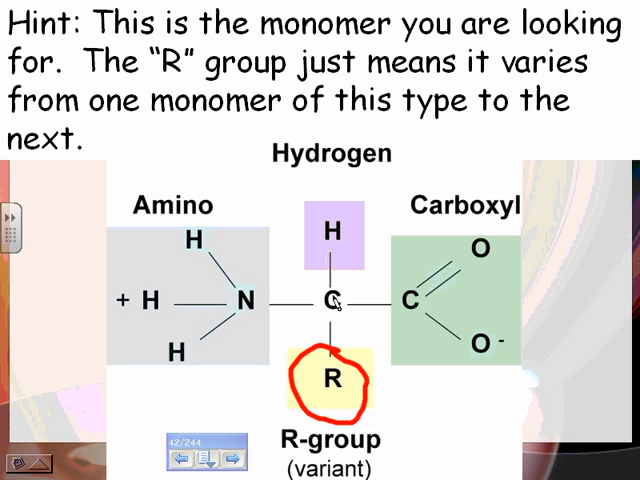 Hint: This is the monomer you are looking
for. The “R” group just means it varies
from one monomer of this type to the
next.
Hydrogen
Amino
Carboxyl
H
H
O
+ H
N
C
C
H
O -
R
42/244
R-group
(variant)